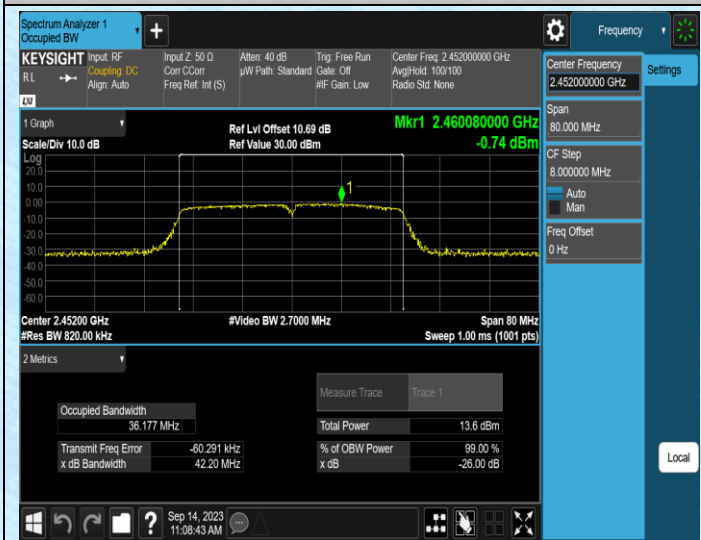 Spectrum Analyzer 1
Occupied BW
+
Frequency
KEYSIGHT
RL
LXI
Input: RF
Coupling: DC
Align: Auto
Input Z: 50 Ω
Corr CCorr
Freq Ref: Int (S)
Atten: 40 dB
µW Path: Standard
Trig: Free Run
Gate: Off
#IF Gain: Low
Center Freq: 2.452000000 GHz
Avg|Hold: 100/100
Radio Std: None
Center Frequency
2.452000000 GHz
Settings
Span
80.000 MHz
CF Step
8.000000 MHz
Auto
Man
Freq Offset
0 Hz
Local
1 Graph
Scale/Div 10.0 dB
Ref Lvl Offset 10.69 dB
Ref Value 30.00 dBm
Mkr1 2.460080000 GHz
-0.74 dBm
Log
20.0
10.0
0.00
-10.0
-20.0
-30.0
-40.0
-50.0
-60.0
1
Center 2.45200 GHz
#Video BW 2.7000 MHz
Span 80 MHz
#Res BW 820.00 kHz
Sweep 1.00 ms (1001 pts)
2 Metrics
Measure Trace
Trace 1
Occupied Bandwidth
36.177 MHz
Total Power
13.6 dBm
Transmit Freq Error
-60.291 kHz
% of OBW Power
99.00 %
x dB Bandwidth
42.20 MHz
x dB
-26.00 dB
?
Sep 14, 2023
11:08:43 AM